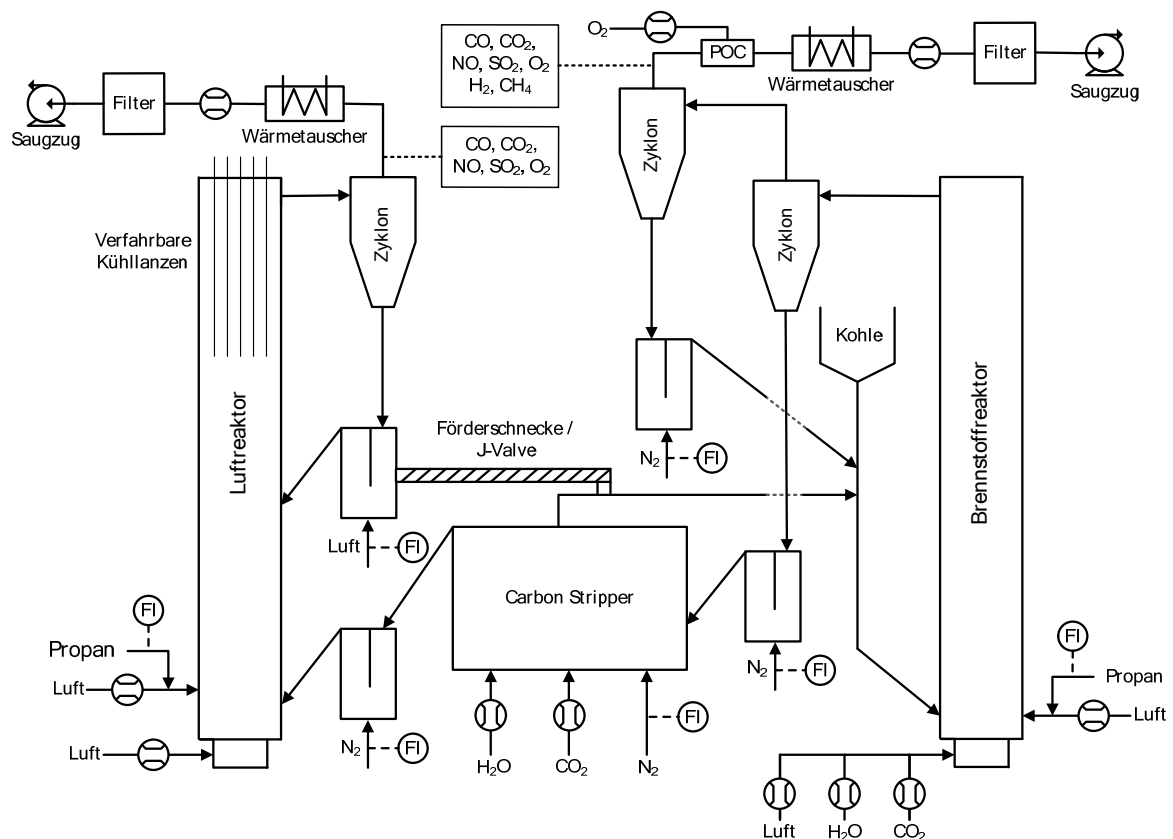 CO, CO₂,
NO, SO₂, O₂
H₂, CH₄
O₂
POC
Wärmetauscher
Filter
Saugzug
Saugzug
Filter
Wärmetauscher
CO, CO₂,
NO, SO₂, O₂
Zyklon
Zyklon
Zyklon
Verfahrbare
Kühllanzen
Luftreaktor
Kohle
Brennstoffreaktor
Förderschnecke /
J-Valve
N₂
FI
Luft
FI
Carbon Stripper
N₂
FI
FI
Propan
Luft
Luft
N₂
FI
H₂O
CO₂
N₂
FI
FI
Propan
Luft
Luft
H₂O
CO₂